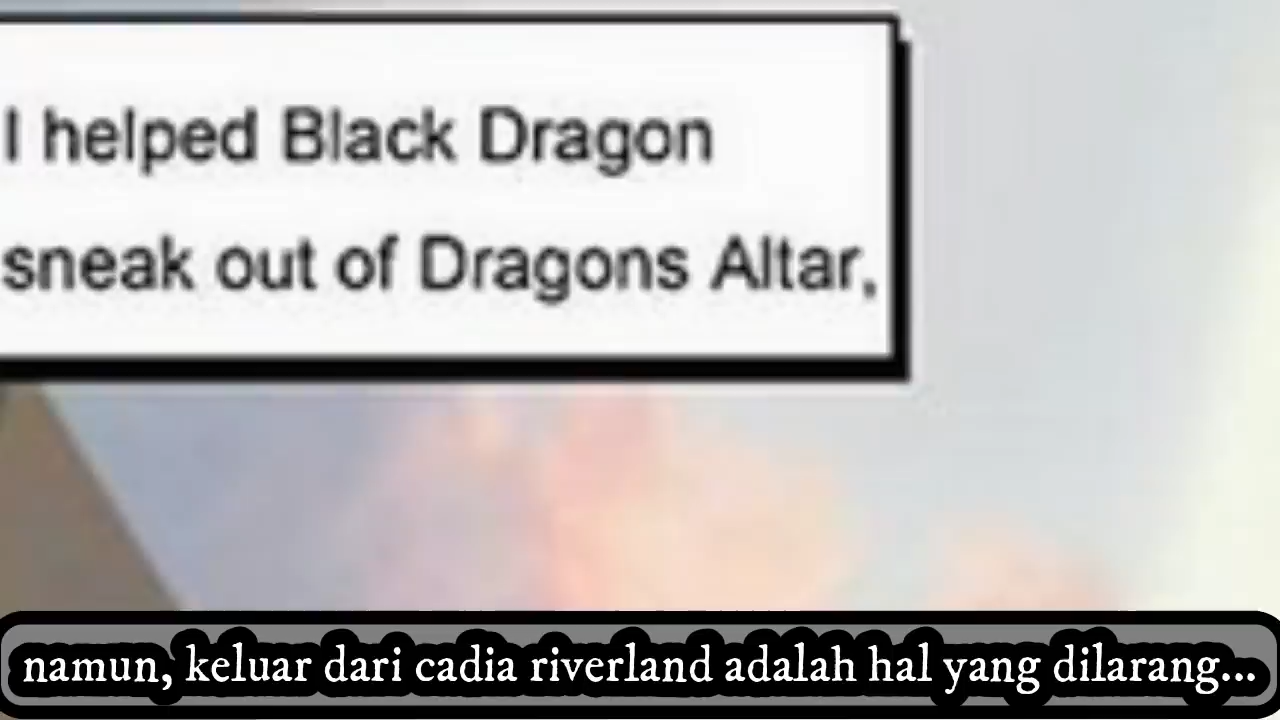 I helped Black Dragon
sneak out of Dragons Altar,
namun, keluar dari cadia riverland adalah hal yang dilarang...